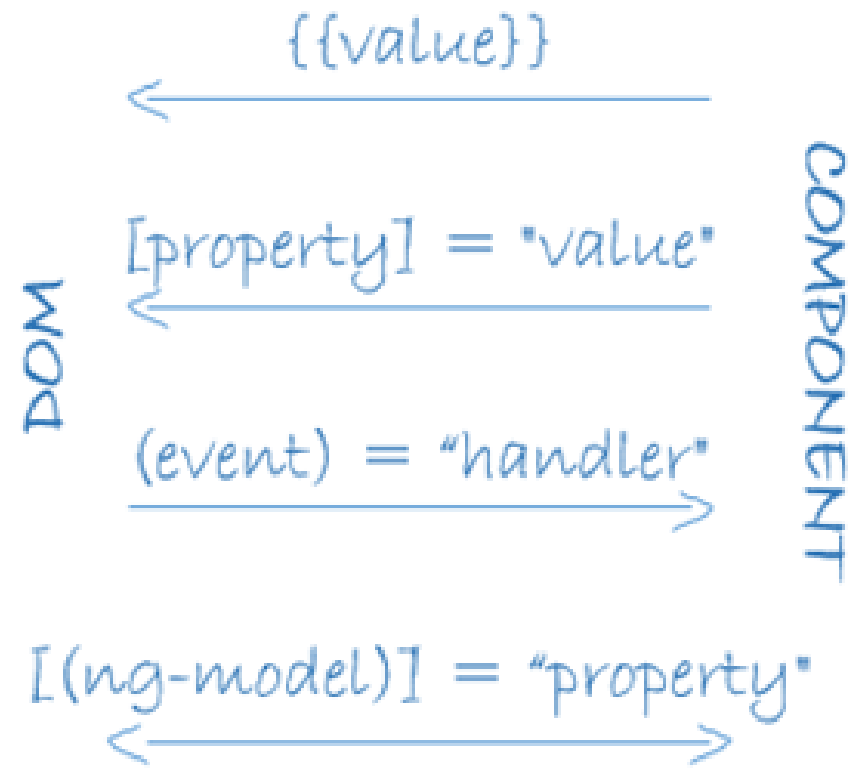 {{value}}
[property] = "value"
DOM
COMPONENT
(event) = “handler"
[(ng-model)] = “property"